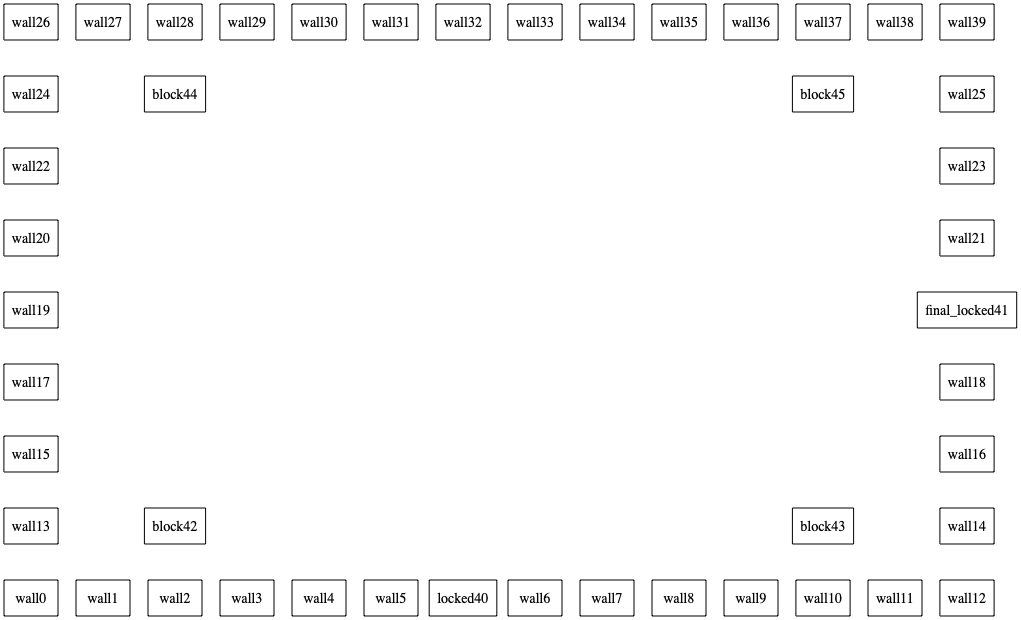 wall26 wall27 wall28 wall29 wall30 wall31 wall32 wall33 wall34 wall35 wall36 wall37 wall38 wall39
wall24 block44 block45 wall25
wall22 wall23
wall20 wall21
wall19 final_locked41
wall17 wall18
wall15 wall16
wall13 block42 block43 wall14
wall0 wall1 wall2 wall3 wall4 wall5 locked40 wall6 wall7 wall8 wall9 wall10 wall11 wall12